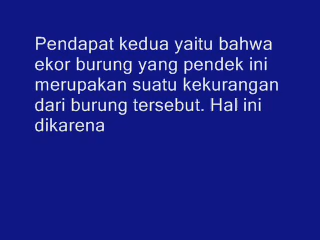 Pendapat kedua yaitu bahwa
ekor burung yang pendek ini
merupakan suatu kekurangan
dari burung tersebut. Hal ini
dikarena